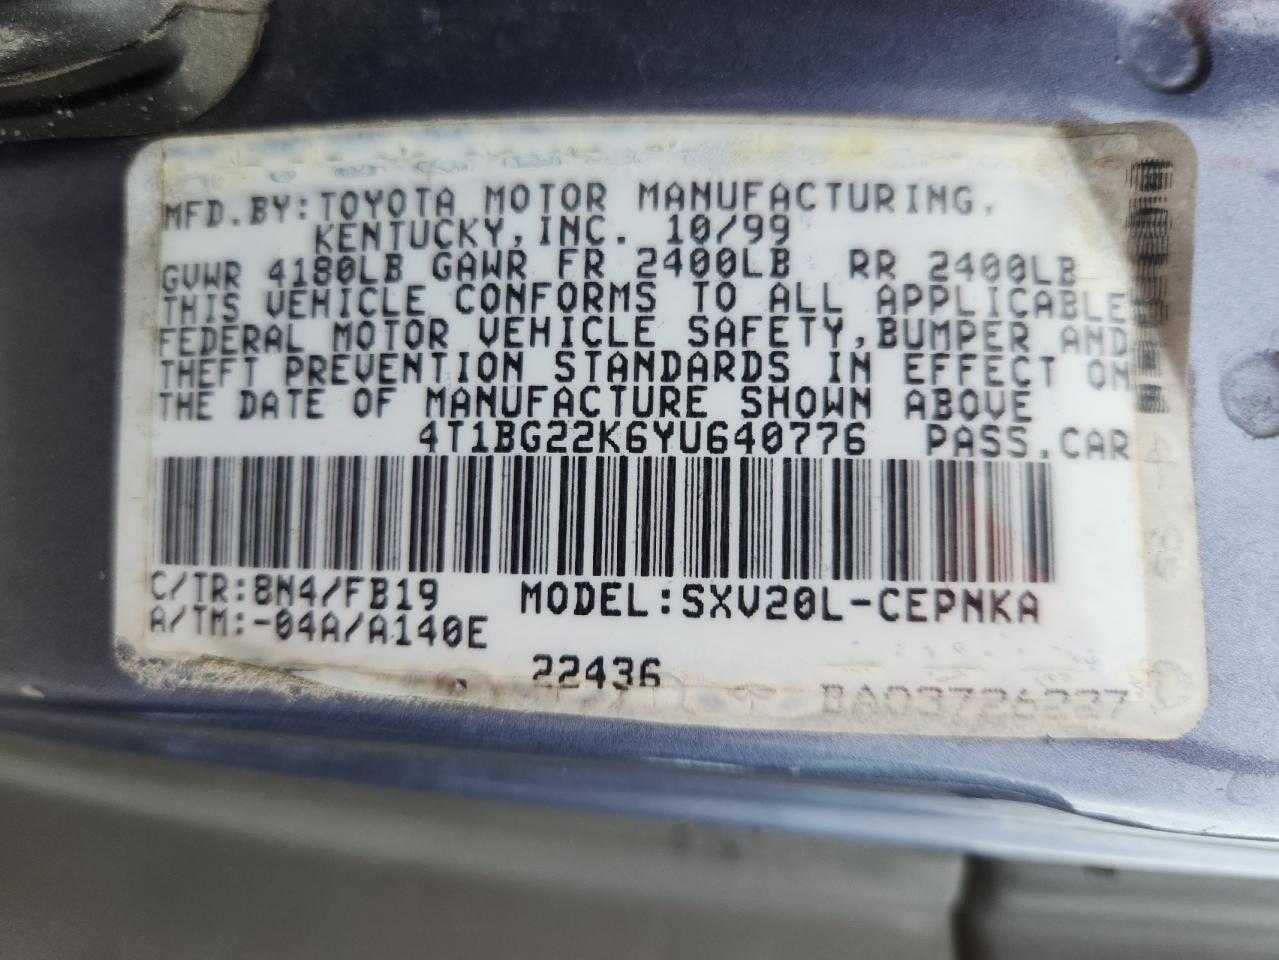 MFD.BY:TOYOTA MOTOR MANUFACTURING,
KENTUCKY,INC. 10/99
GVWR 4180LB GAWR FR 2400LB RR 2400LB
THIS VEHICLE CONFORMS TO ALL APPLICABLE
FEDERAL MOTOR VEHICLE SAFETY,BUMPER AND
THEFT PREVENTION STANDARDS IN EFFECT ON
THE DATE OF MANUFACTURE SHOWN ABOVE
4T1BG22K6YU640776 PASS.CAR
C/TR:8N4/FB19 MODEL:SXV20L-CEPNKA
A/TM:-04A/A140E
22436
BA03726227